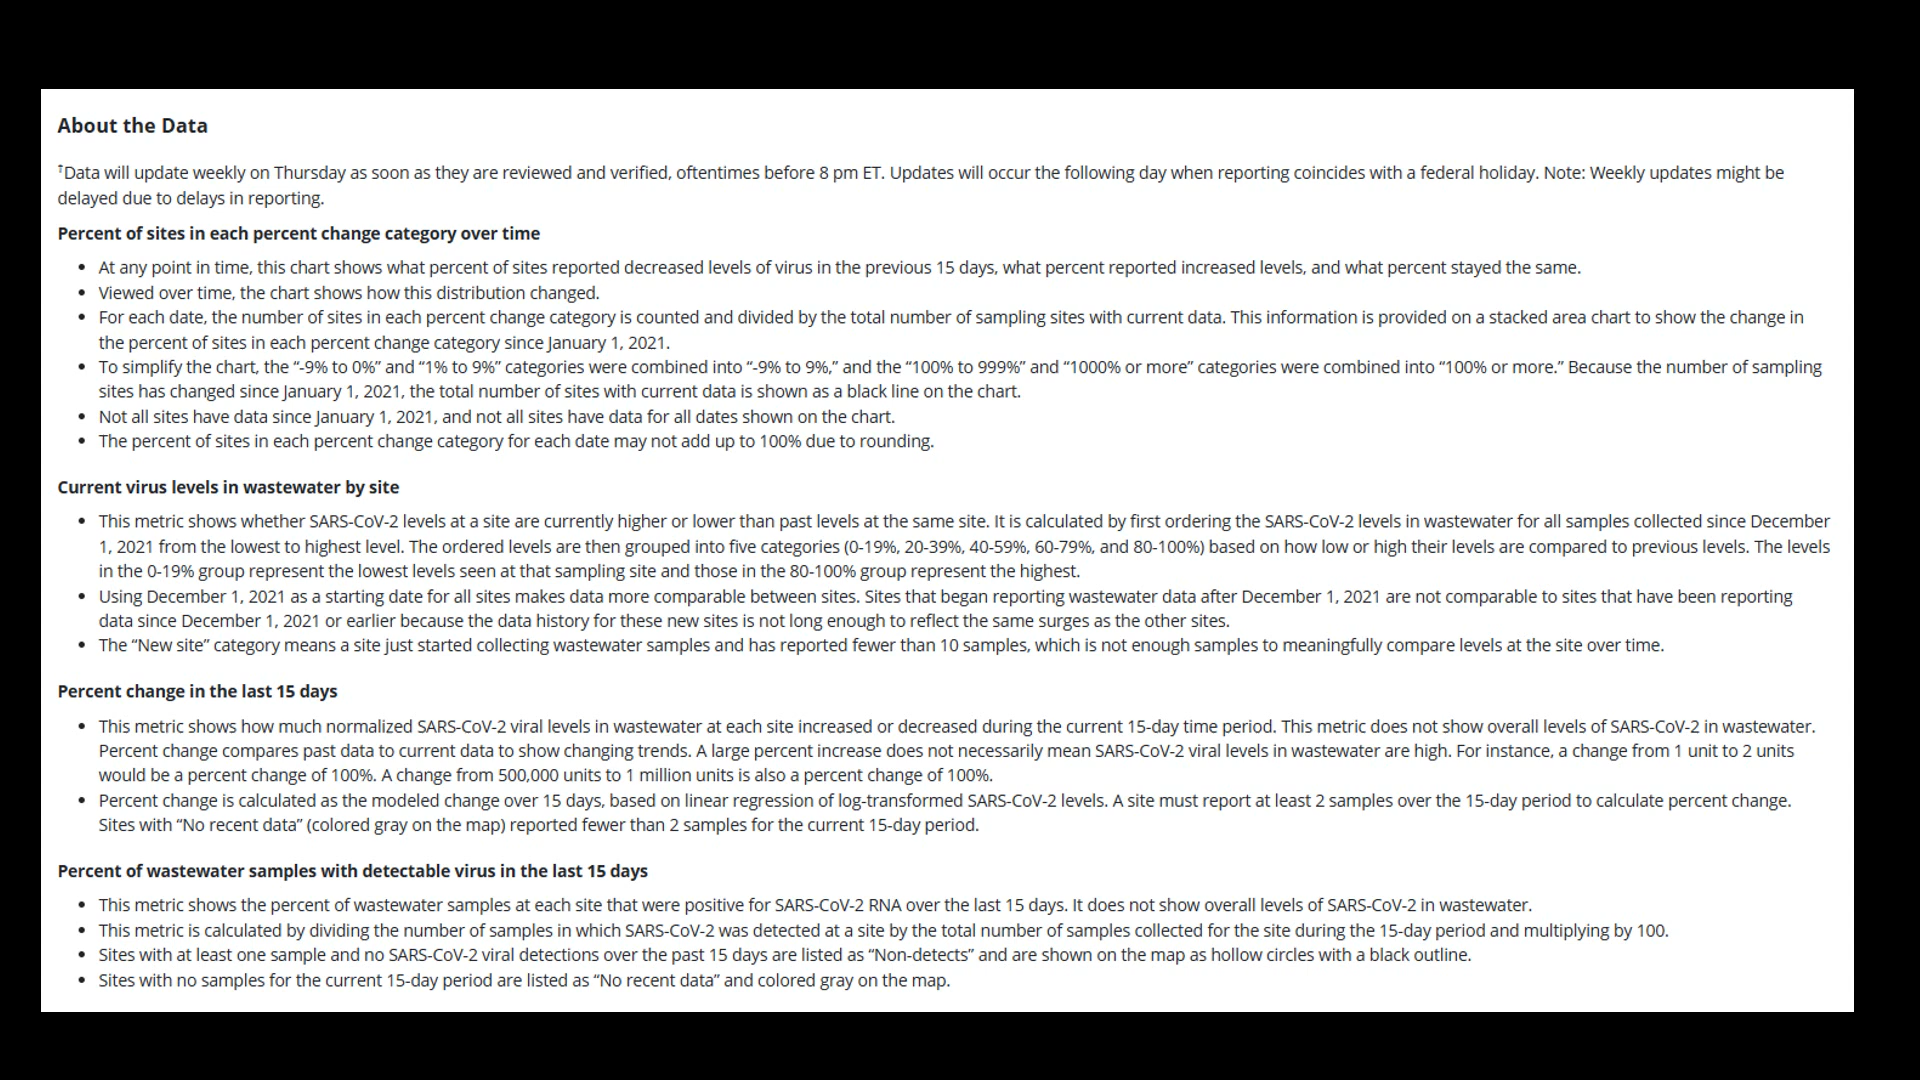 About the Data
†Data will update weekly on Thursday as soon as they are reviewed and verified, oftentimes before 8 pm ET. Updates will occur the following day when reporting coincides with a federal holiday. Note: Weekly updates might be
delayed due to delays in reporting.
Percent of sites in each percent change category over time
• At any point in time, this chart shows what percent of sites reported decreased levels of virus in the previous 15 days, what percent reported increased levels, and what percent stayed the same.
• Viewed over time, the chart shows how this distribution changed.
• For each date, the number of sites in each percent change category is counted and divided by the total number of sampling sites with current data. This information is provided on a stacked area chart to show the change in
the percent of sites in each percent change category since January 1, 2021.
• To simplify the chart, the “-9% to 0%” and “1% to 9%” categories were combined into “-9% to 9%,” and the “100% to 999%” and “1000% or more” categories were combined into “100% or more.” Because the number of sampling
sites has changed since January 1, 2021, the total number of sites with current data is shown as a black line on the chart.
• Not all sites have data since January 1, 2021, and not all sites have data for all dates shown on the chart.
• The percent of sites in each percent change category for each date may not add up to 100% due to rounding.
Current virus levels in wastewater by site
• This metric shows whether SARS-CoV-2 levels at a site are currently higher or lower than past levels at the same site. It is calculated by first ordering the SARS-CoV-2 levels in wastewater for all samples collected since December
1, 2021 from the lowest to highest level. The ordered levels are then grouped into five categories (0-19%, 20-39%, 40-59%, 60-79%, and 80-100%) based on how low or high their levels are compared to previous levels. The levels
in the 0-19% group represent the lowest levels seen at that sampling site and those in the 80-100% group represent the highest.
• Using December 1, 2021 as a starting date for all sites makes data more comparable between sites. Sites that began reporting wastewater data after December 1, 2021 are not comparable to sites that have been reporting
data since December 1, 2021 or earlier because the data history for these new sites is not long enough to reflect the same surges as the other sites.
• The “New site” category means a site just started collecting wastewater samples and has reported fewer than 10 samples, which is not enough samples to meaningfully compare levels at the site over time.
Percent change in the last 15 days
• This metric shows how much normalized SARS-CoV-2 viral levels in wastewater at each site increased or decreased during the current 15-day time period. This metric does not show overall levels of SARS-CoV-2 in wastewater.
Percent change compares past data to current data to show changing trends. A large percent increase does not necessarily mean SARS-CoV-2 viral levels in wastewater are high. For instance, a change from 1 unit to 2 units
would be a percent change of 100%. A change from 500,000 units to 1 million units is also a percent change of 100%.
• Percent change is calculated as the modeled change over 15 days, based on linear regression of log-transformed SARS-CoV-2 levels. A site must report at least 2 samples over the 15-day period to calculate percent change.
Sites with “No recent data” (colored gray on the map) reported fewer than 2 samples for the current 15-day period.
Percent of wastewater samples with detectable virus in the last 15 days
• This metric shows the percent of wastewater samples at each site that were positive for SARS-CoV-2 RNA over the last 15 days. It does not show overall levels of SARS-CoV-2 in wastewater.
• This metric is calculated by dividing the number of samples in which SARS-CoV-2 was detected at a site by the total number of samples collected for the site during the 15-day period and multiplying by 100.
• Sites with at least one sample and no SARS-CoV-2 viral detections over the past 15 days are listed as “Non-detects” and are shown on the map as hollow circles with a black outline.
• Sites with no samples for the current 15-day period are listed as “No recent data” and colored gray on the map.